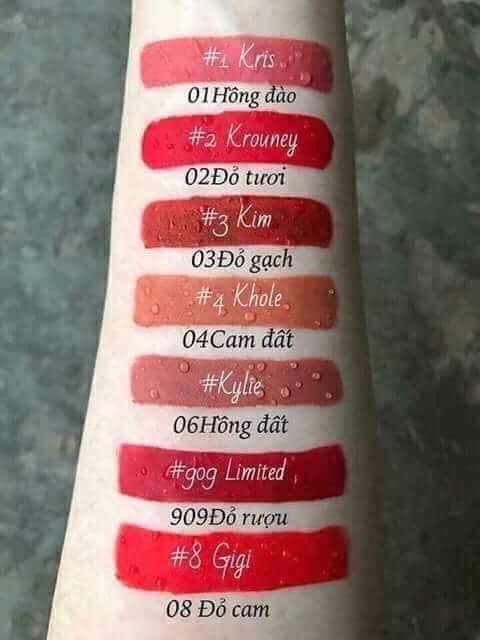 #1 Kris
01Hồng đào
#2 Krouney
02Đỏ tươi
#3 Kim
03Đỏ gạch
#4 Khole
04Cam đất
#Kylie
06Hồng đất
#909 Limited
909Đỏ rượu
#8 Gigi
08 Đỏ cam